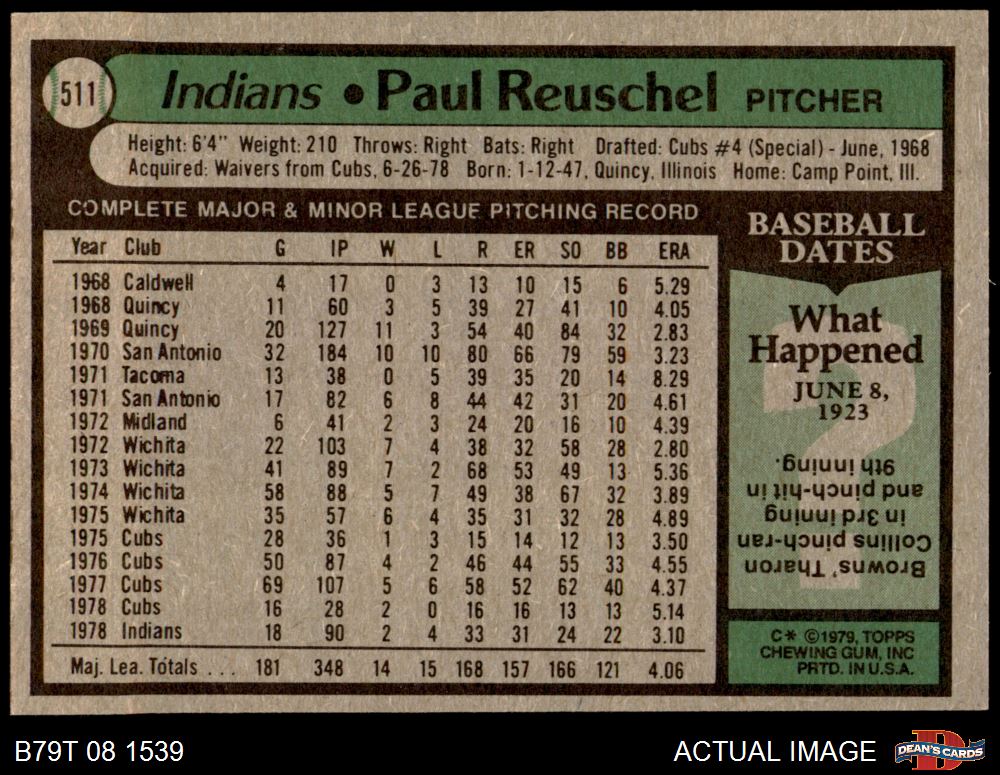 511
Indians • Paul Reuschel PITCHER
Height: 6'4" Weight: 210 Throws: Right Bats: Right Drafted: Cubs #4 (Special) - June, 1968
Acquired: Waivers from Cubs, 6-26-78 Born: 1-12-47, Quincy, Illinois Home: Camp Point, Ill.
COMPLETE MAJOR & MINOR LEAGUE PITCHING RECORD
Year Club G IP W L R ER SO BB ERA
1968 Caldwell 4 17 0 3 13 10 15 6 5.29
1968 Quincy 11 60 3 5 39 27 41 10 4.05
1969 Quincy 20 127 11 3 54 40 84 32 2.83
1970 San Antonio 32 184 10 10 80 66 79 59 3.23
1971 Tacoma 13 38 0 5 39 35 20 14 8.29
1971 San Antonio 17 82 6 8 44 42 31 20 4.61
1972 Midland 6 41 2 3 24 20 16 10 4.39
1972 Wichita 22 103 7 4 38 32 58 28 2.80
1973 Wichita 41 89 7 2 68 53 49 13 5.36
1974 Wichita 58 88 5 7 49 38 67 32 3.89
1975 Wichita 35 57 6 4 35 31 32 28 4.89
1975 Cubs 28 36 1 3 15 14 12 13 3.50
1976 Cubs 50 87 4 2 46 44 55 33 4.55
1977 Cubs 69 107 5 6 58 52 62 40 4.37
1978 Cubs 16 28 2 0 16 16 13 13 5.14
1978 Indians 18 90 2 4 33 31 24 22 3.10
Maj. Lea. Totals . . . 181 348 14 15 168 157 166 121 4.06
BASEBALL
DATES
What
Happened
JUNE 8,
1923
Browns' Tharon
Collins pinch-ran
in 3rd inning
and pinch-hit in
9th inning.
C* ©1979, TOPPS
CHEWING GUM, INC
PRTD. IN U.S.A.
B79T 08 1539
ACTUAL IMAGE
DEAN'S CARDS